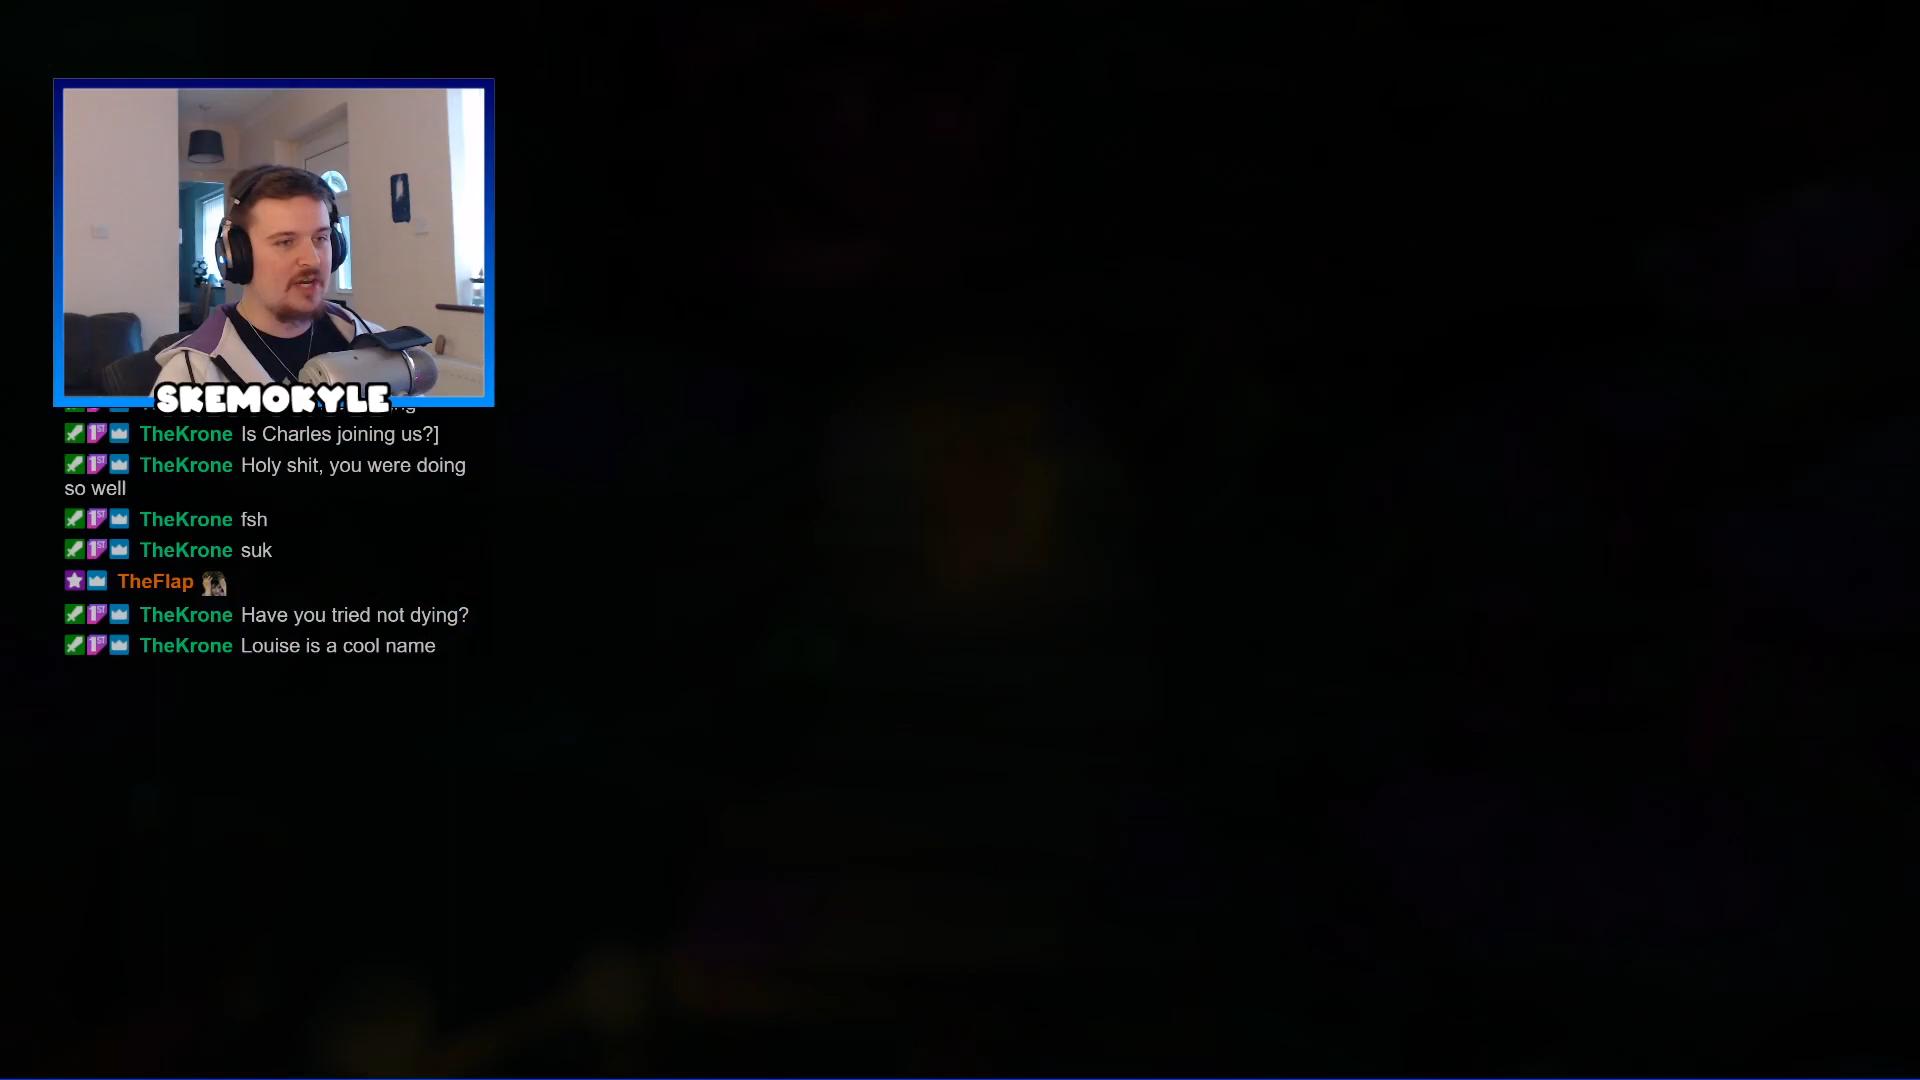 SKEMOKYLE
TheKrone Is Charles joining us?]
TheKrone Holy shit, you were doing
so well
TheKrone fsh
TheKrone suk
TheFlap
TheKrone Have you tried not dying?
TheKrone Louise is a cool name